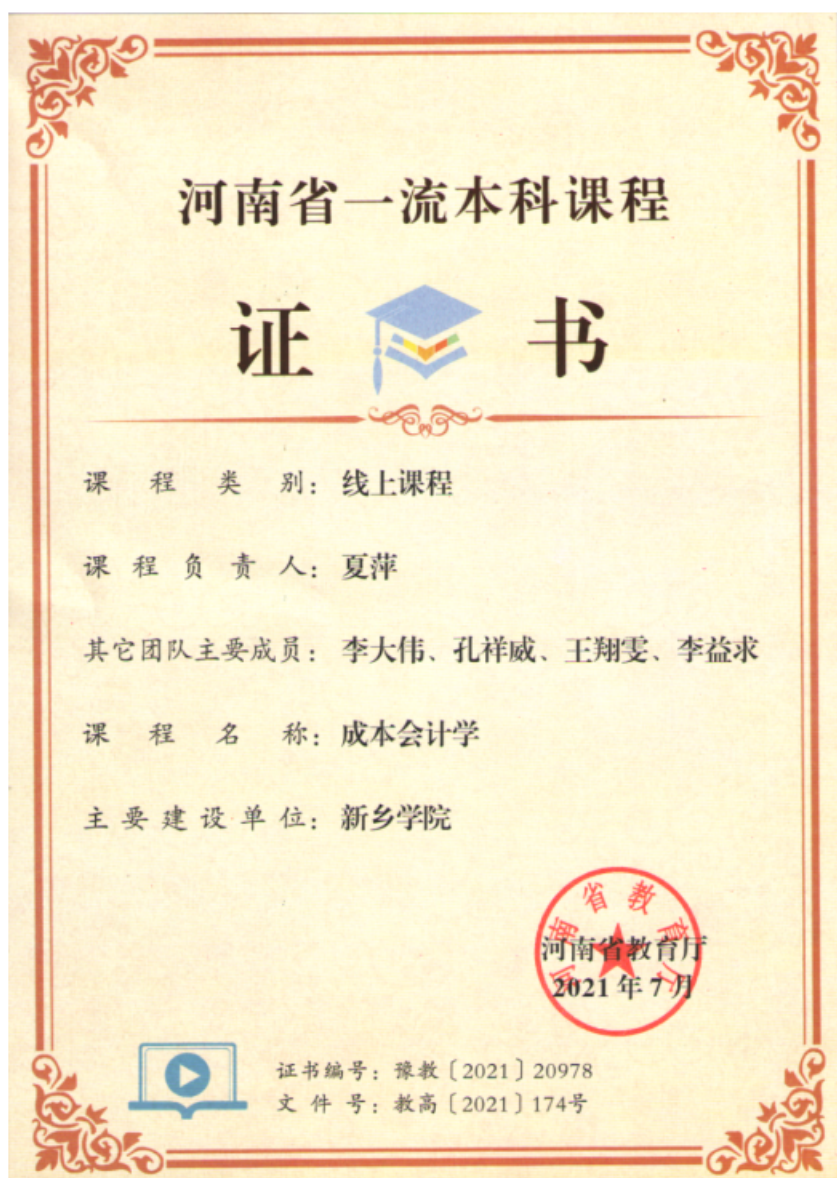 河南省一流本科课程
证 书
课程类别：线上课程
课程负责人：夏萍
其它团队主要成员：李大伟、孔祥威、王翔雯、李益求
课程名称：成本会计学
主要建设单位：新乡学院
河南省教育厅
河南省教育厅
2021年7月
证书编号：豫教〔2021〕20978
文件号：教高〔2021〕174号